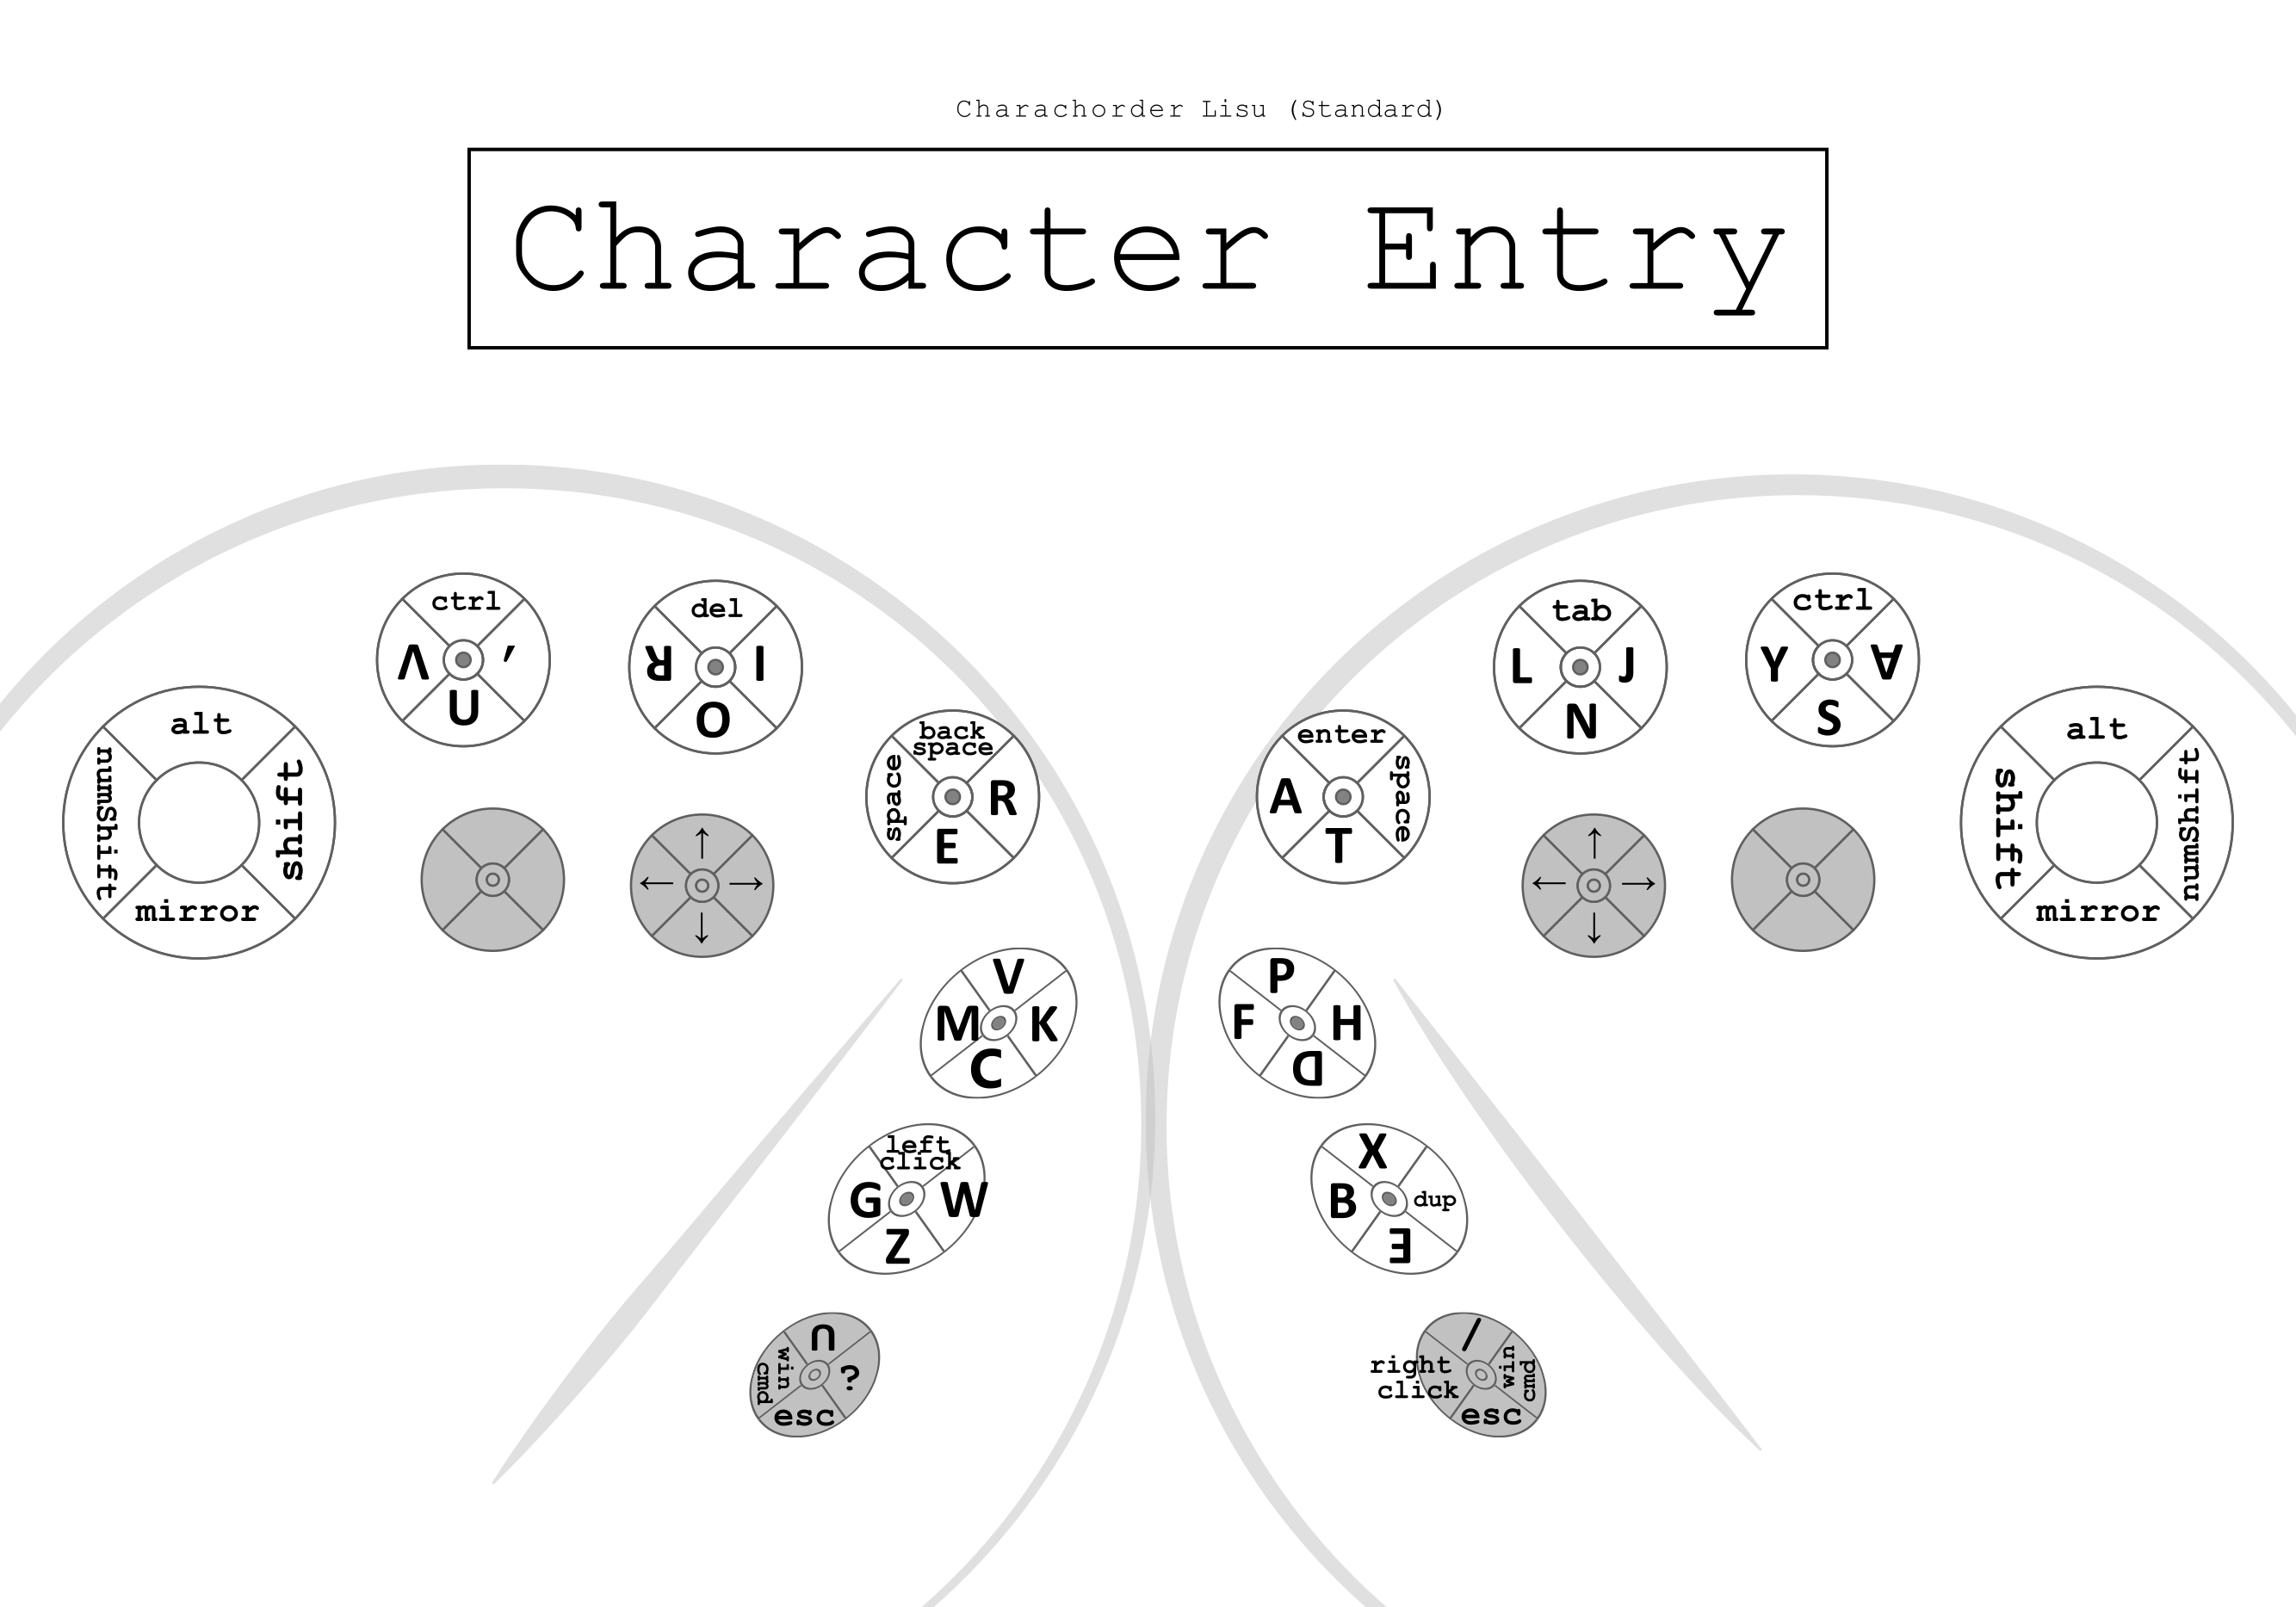 Charachorder Lisu (Standard)
Character Entry
ctrl
ꓥ '
ꓴ
del
ꓤ ꓲ
ꓳ
tab
ꓡ ꓙ
ꓠ
ctrl
ꓬ ꓯ
ꓢ
alt
numShift shift
mirror
back
space
space ꓣ
ꓰ
enter
ꓮ space
ꓔ
alt
shift numShift
mirror
↑
← →
↓
↑
← →
↓
ꓦ
ꓟ ꓗ
ꓚ
ꓑ
ꓝ ꓧ
ꓷ
left
click
ꓖ ꓪ
ꓜ
ꓫ
ꓐ dup
ꓱ
ꓵ
win
cmd
?
esc
/
right
click
win
cmd
esc